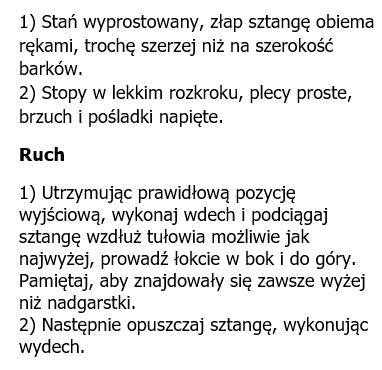 1) Stań wyprostowany, złap sztangę obiema
rękami, trochę szerzej niż na szerokość
barków.
2) Stopy w lekkim rozkroku, plecy proste,
brzuch i pośladki napięte.
Ruch
1) Utrzymując prawidłową pozycję
wyjściową, wykonaj wdech i podciągaj
sztangę wzdłuż tułowia możliwie jak
najwyżej, prowadź łokcie w bok i do góry.
Pamiętaj, aby znajdowały się zawsze wyżej
niż nadgarstki.
2) Następnie opuszczaj sztangę, wykonując
wydech.